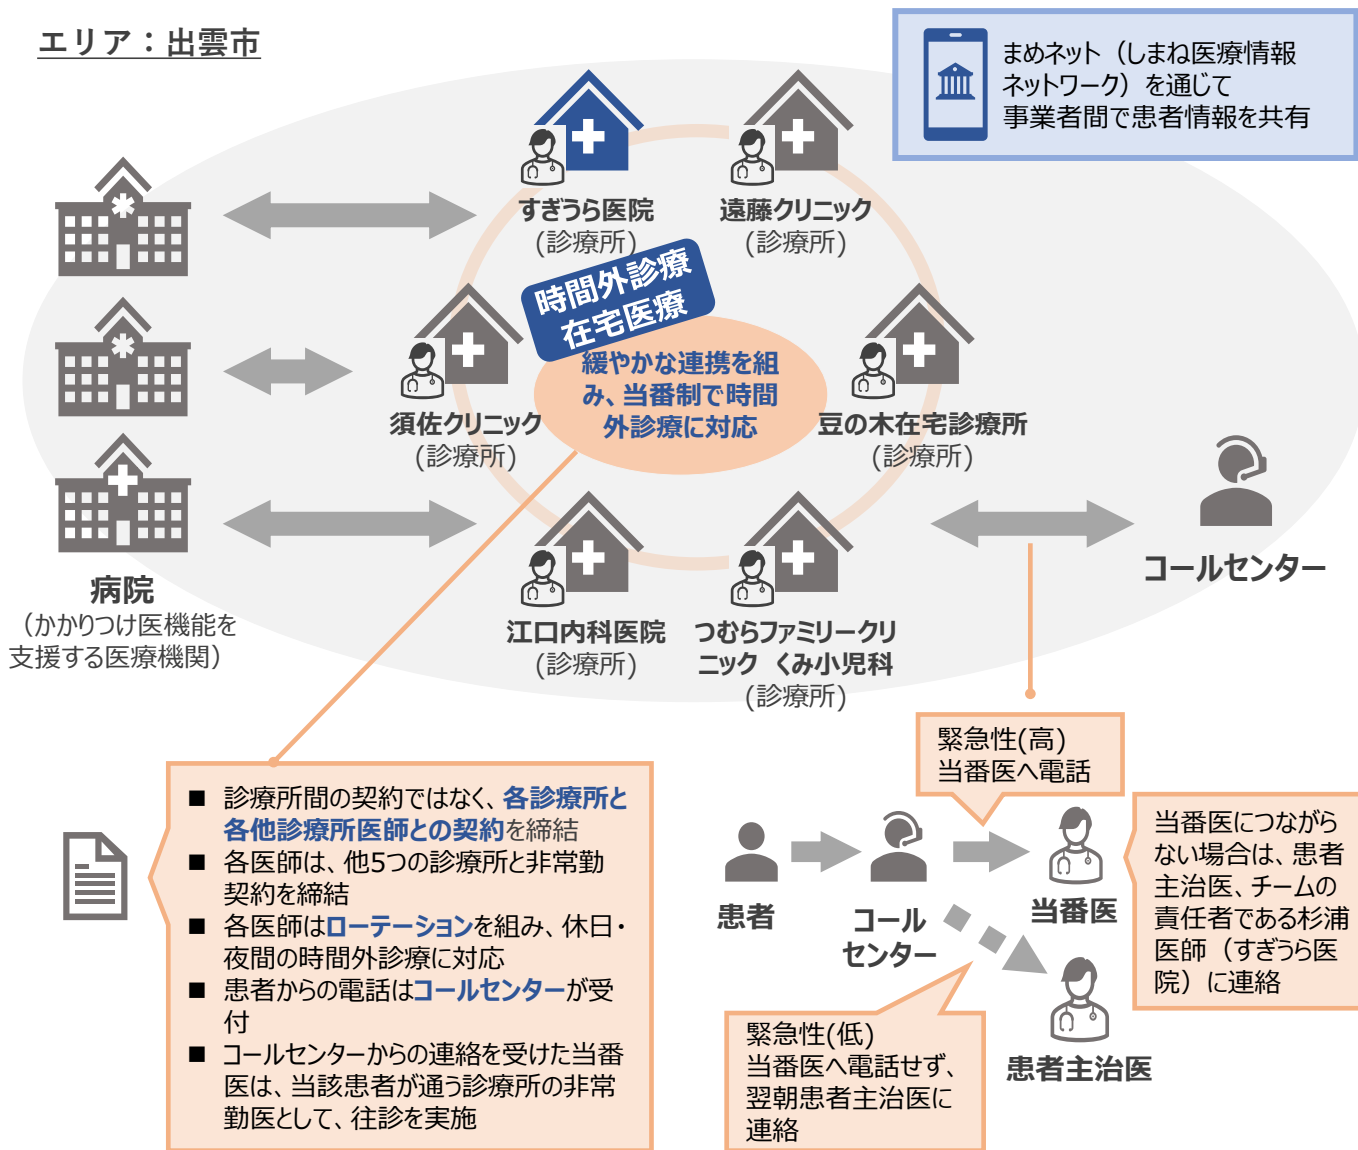 エリア：出雲市
まめネット（しまね医療情報
ネットワーク）を通じて
事業者間で患者情報を共有
すぎうら医院
(診療所)
遠藤クリニック
(診療所)
時間外診療
在宅医療
緩やかな連携を組
み、当番制で時間
外診療に対応
須佐クリニック
(診療所)
豆の木在宅診療所
(診療所)
江口内科医院
(診療所)
つむらファミリークリ
ニック くみ小児科
(診療所)
コールセンター
病院
（かかりつけ医機能を
支援する医療機関）
■ 診療所間の契約ではなく、各診療所と
各他診療所医師との契約を締結
■ 各医師は、他5つの診療所と非常勤
契約を締結
■ 各医師はローテーションを組み、休日・
夜間の時間外診療に対応
■ 患者からの電話はコールセンターが受
付
■ コールセンターからの連絡を受けた当番
医は、当該患者が通う診療所の非常
勤医として、往診を実施
緊急性(高)
当番医へ電話
患者
コール
センター
当番医
患者主治医
当番医につながら
ない場合は、患者
主治医、チームの
責任者である杉浦
医師（すぎうら医
院）に連絡
緊急性(低)
当番医へ電話せず、
翌朝患者主治医に
連絡